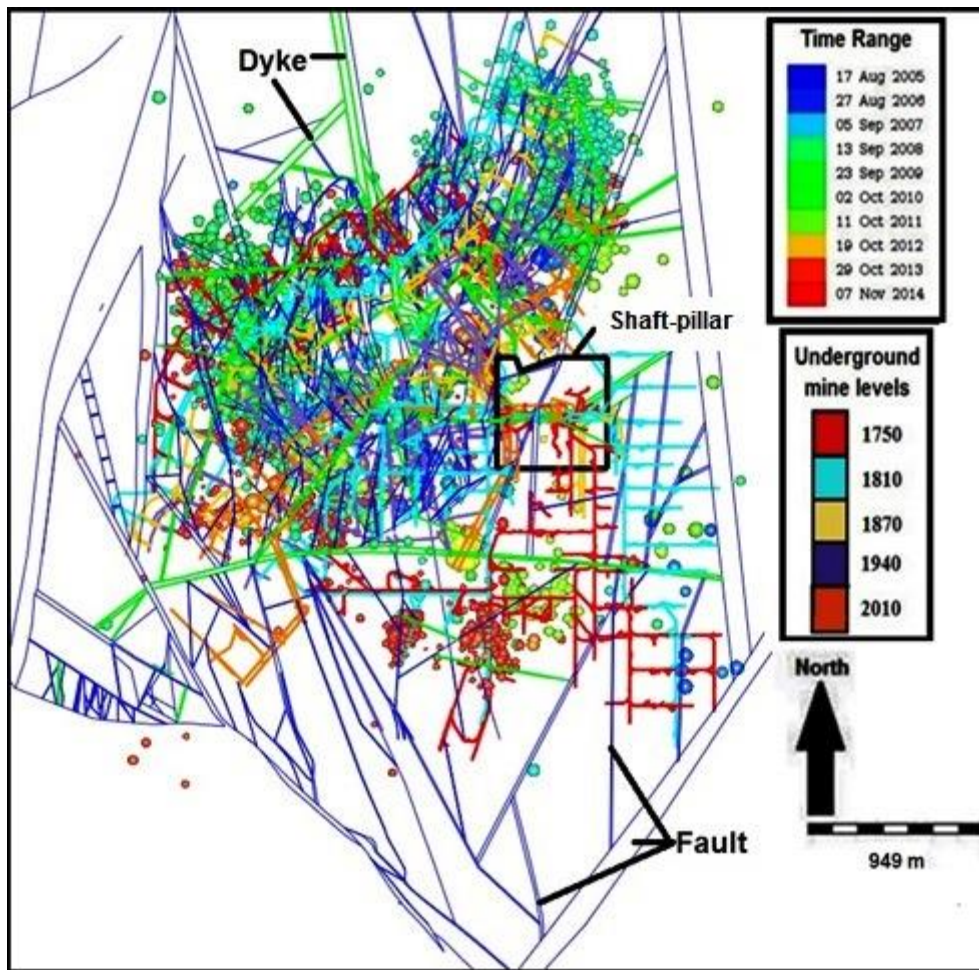 Dyke
Shaft-pillar
Fault
Time Range
17 Aug 2005
27 Aug 2006
05 Sep 2007
13 Sep 2008
23 Sep 2009
02 Oct 2010
11 Oct 2011
19 Oct 2012
29 Oct 2013
07 Nov 2014
Underground
mine levels
1750
1810
1870
1940
2010
North
949 m